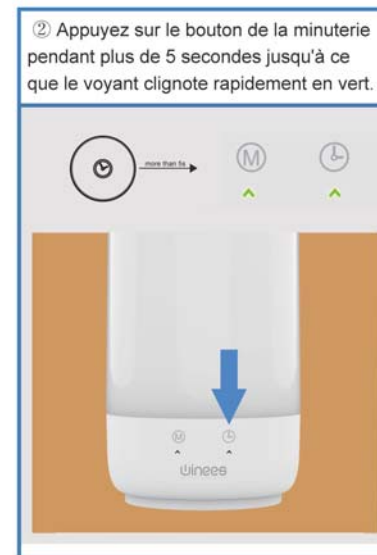 ② Appuyez sur le bouton de la minuterie
pendant plus de 5 secondes jusqu'à ce
que le voyant clignote rapidement en vert.
more than 5s
M
M
winees